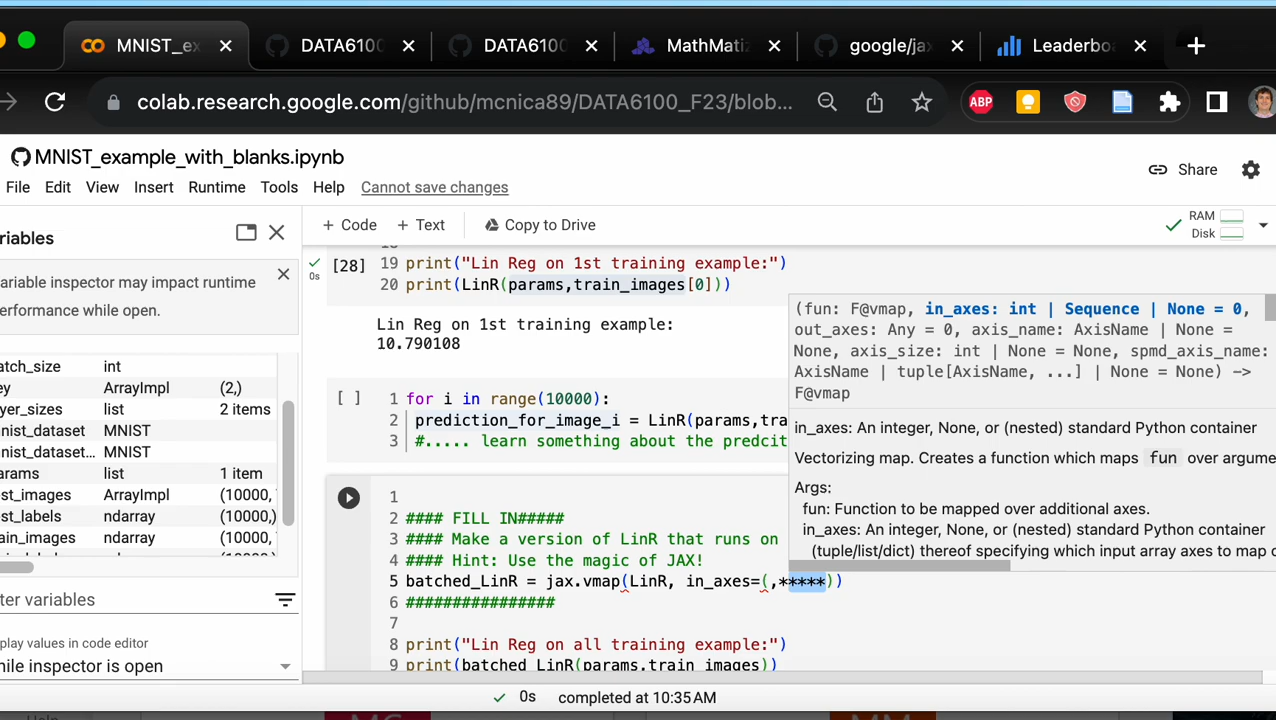 MNIST_ex
DATA6100
DATA6100
MathMatiz
google/jax
Leaderbo
colab.research.google.com/github/mcnica89/DATA6100_F23/blob...
ABP
MNIST_example_with_blanks.ipynb
Share
File Edit View Insert Runtime Tools Help Cannot save changes
+ Code + Text Copy to Drive
RAM
Disk
riables
ariable inspector may impact runtime
erformance while open.
atch_size int
ey ArrayImpl (2,)
yer_sizes list 2 items
nist_dataset MNIST
nist_dataset... MNIST
arams list 1 item
st_images ArrayImpl (10000,
st_labels ndarray (10000,)
ain_images ndarray (10000,
ter variables
play values in code editor
hile inspector is open
[28]
0s
19 print("Lin Reg on 1st training example:")
20 print(LinR(params,train_images[0]))
Lin Reg on 1st training example:
10.790108
[ ]
1 for i in range(10000):
2 prediction_for_image_i = LinR(params,tra
3 #..... learn something about the predcit
1
2 #### FILL IN#####
3 #### Make a version of LinR that runs on
4 #### Hint: Use the magic of JAX!
5 batched_LinR = jax.vmap(LinR, in_axes=(,*****))
6 ################
7
8 print("Lin Reg on all training example:")
9 print(batched_LinR(params,train_images))
(fun: F@vmap, in_axes: int | Sequence | None = 0,
out_axes: Any = 0, axis_name: AxisName | None =
None, axis_size: int | None = None, spmd_axis_name:
AxisName | tuple[AxisName, ...] | None = None) ->
F@vmap
in_axes: An integer, None, or (nested) standard Python container
Vectorizing map. Creates a function which maps fun over argume
Args:
fun: Function to be mapped over additional axes.
in_axes: An integer, None, or (nested) standard Python container
(tuple/list/dict) thereof specifying which input array axes to map o
0s completed at 10:35 AM